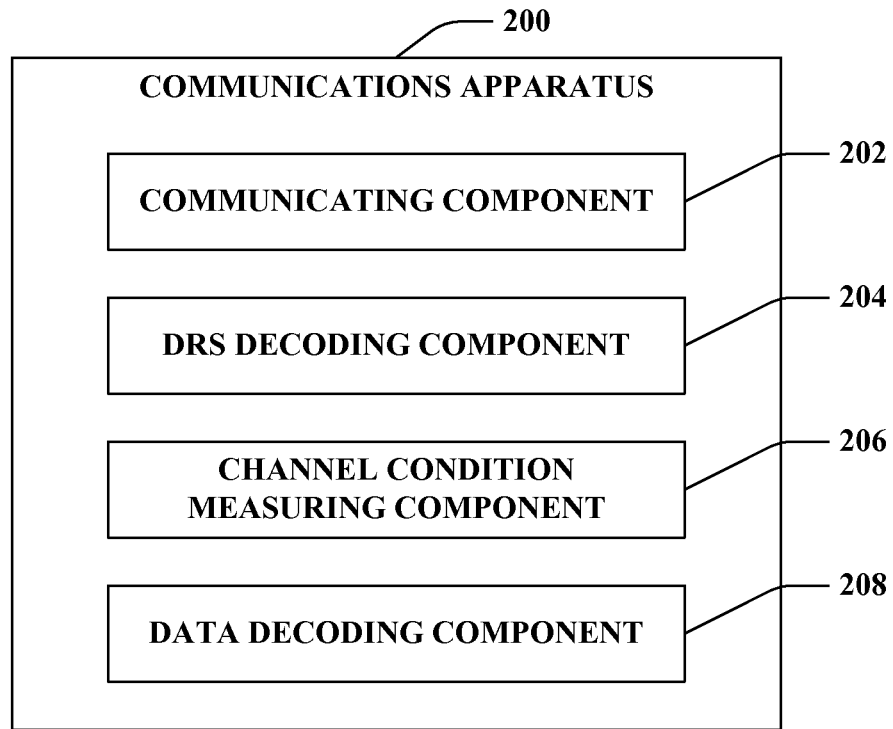 200
COMMUNICATIONS APPARATUS
202
COMMUNICATING COMPONENT
204
DRS DECODING COMPONENT
206
CHANNEL CONDITION
MEASURING COMPONENT
208
DATA DECODING COMPONENT